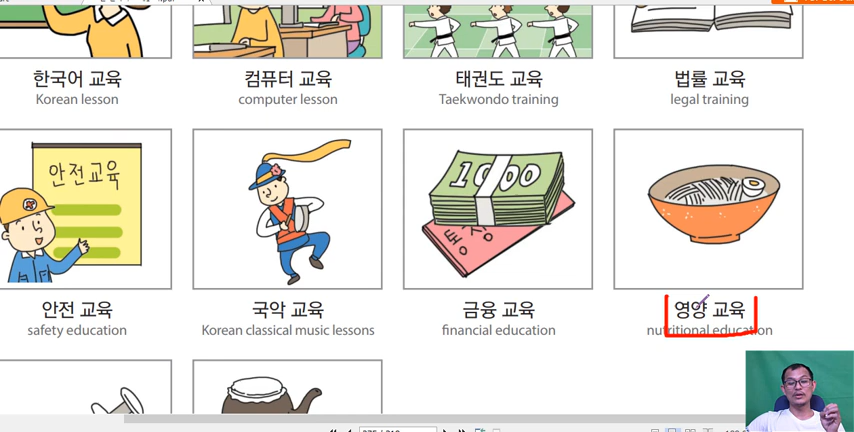 한국어 교육
Korean lesson
컴퓨터 교육
computer lesson
태권도 교육
Taekwondo training
법률 교육
legal training
안전교육
1000
통장
안전 교육
safety education
국악 교육
Korean classical music lessons
금융 교육
financial education
영양 교육
nutritional education